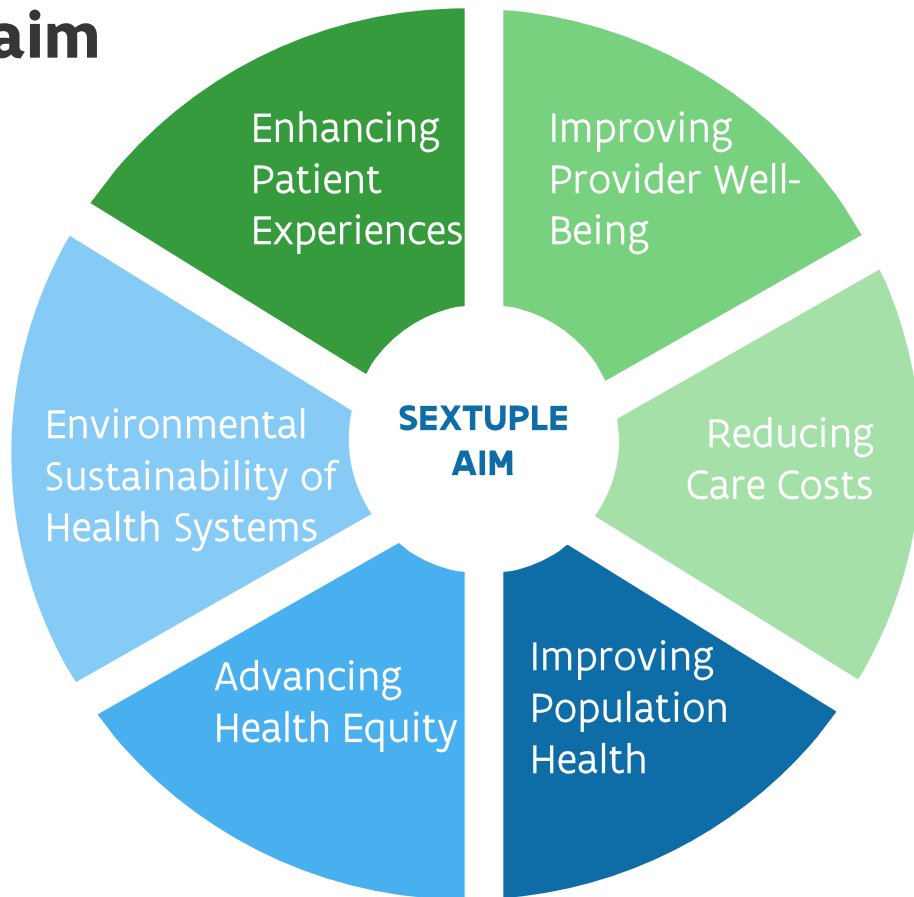 aim
Enhancing
Patient
Experiences
Improving
Provider Well-
Being
Environmental
Sustainability of
Health Systems
SEXTUPLE
AIM
Reducing
Care Costs
Advancing
Health Equity
Improving
Population
Health